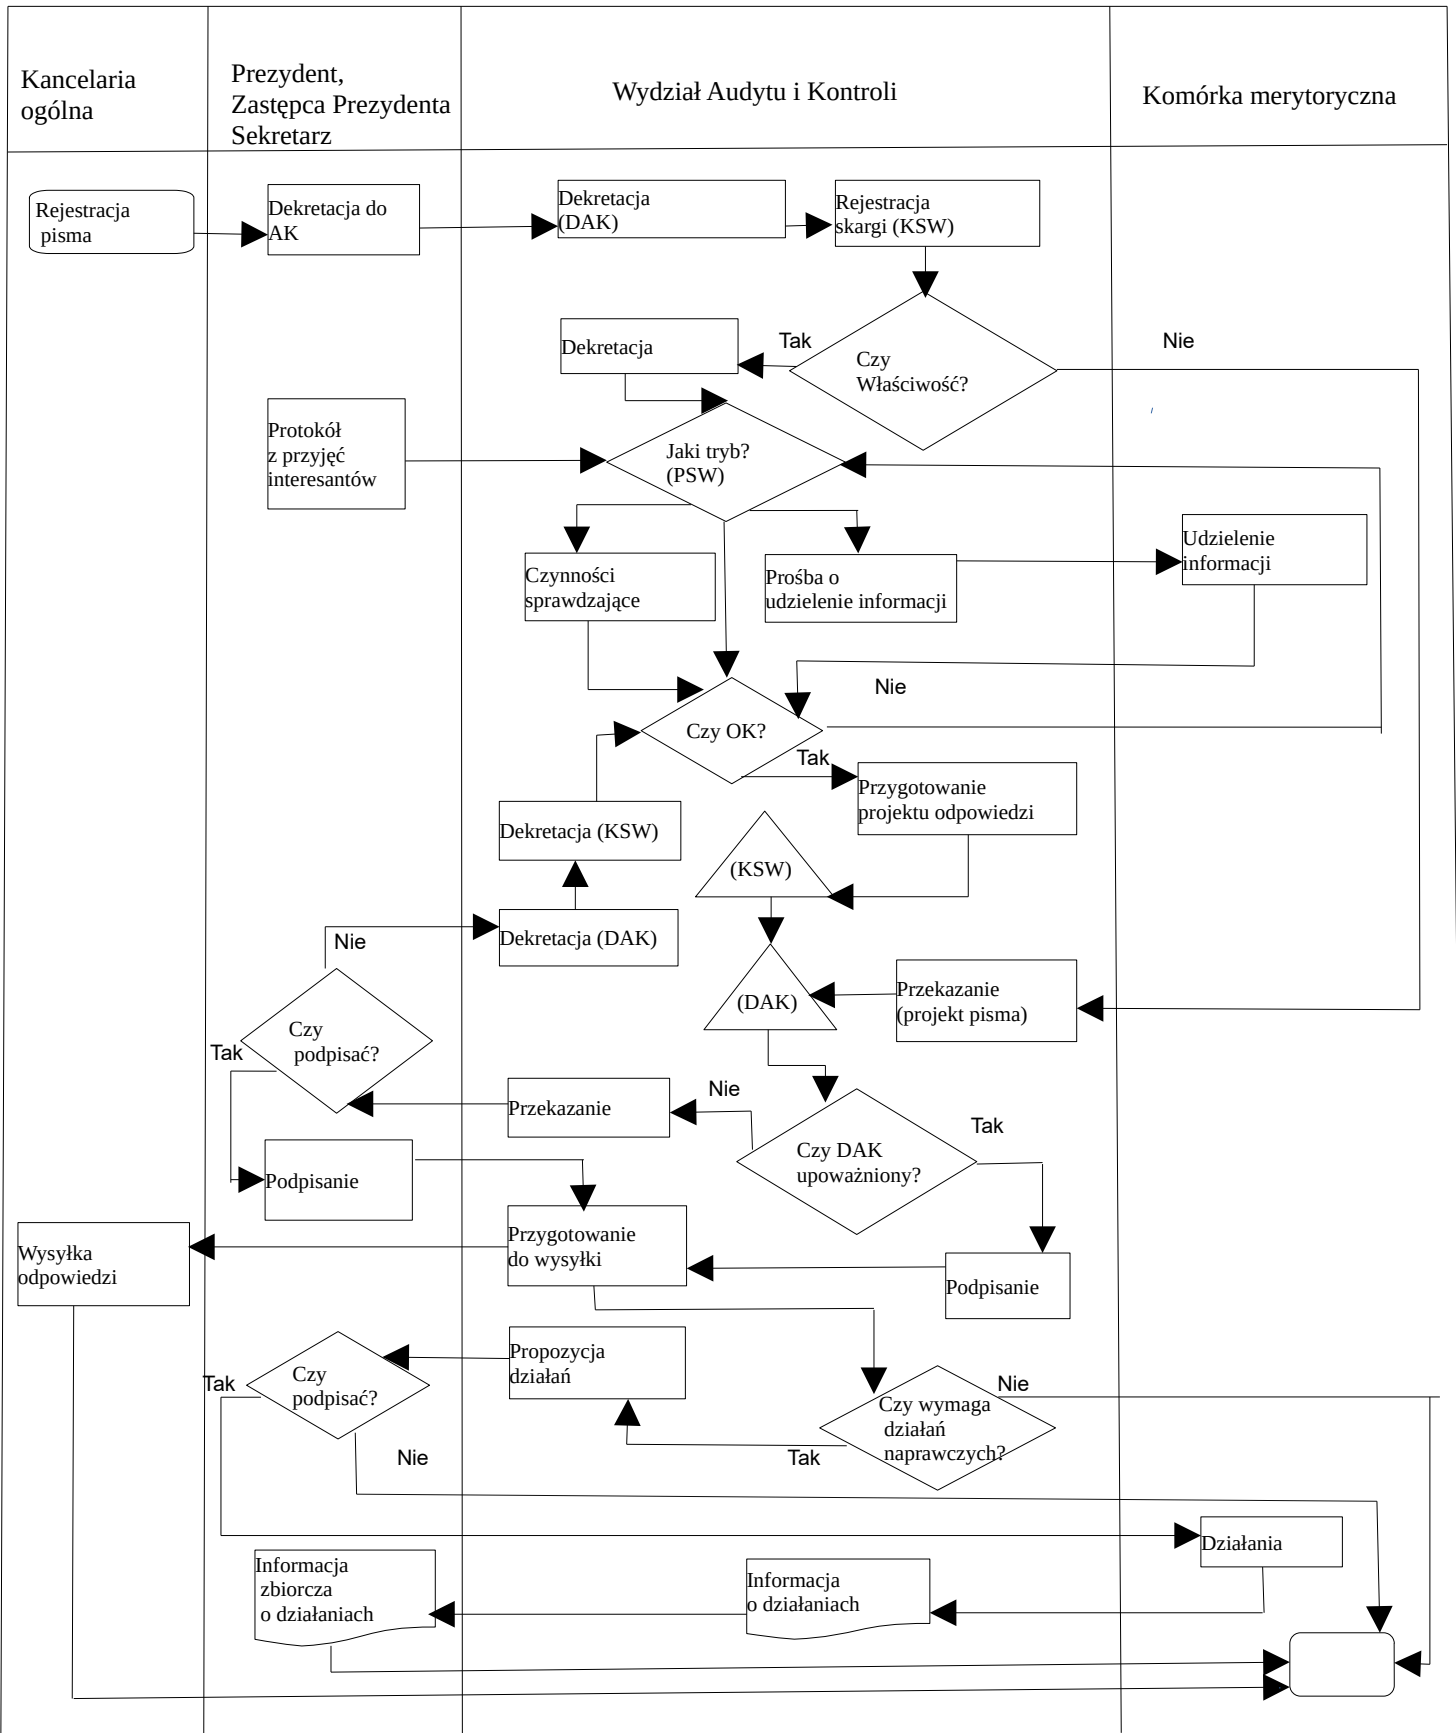 Kancelaria
ogólna
Prezydent,
Zastępca Prezydenta
Sekretarz
Wydział Audytu i Kontroli
Komórka merytoryczna
Rejestracja
pisma
Dekretacja do
AK
Dekretacja
(DAK)
Rejestracja
skargi (KSW)
Dekretacja
Tak
Czy
Właściwość?
Nie
Protokół
z przyjęć
interesantów
Jaki tryb?
(PSW)
Czynności
sprawdzające
Prośba o
udzielenie informacji
Udzielenie
informacji
Nie
Czy OK?
Tak
Przygotowanie
projektu odpowiedzi
Dekretacja (KSW)
(KSW)
Dekretacja (DAK)
Nie
(DAK)
Przekazanie
(projekt pisma)
Czy
podpisać?
Tak
Przekazanie
Nie
Czy DAK
upoważniony?
Tak
Podpisanie
Przygotowanie
do wysyłki
Wysyłka
odpowiedzi
Podpisanie
Propozycja
działań
Czy
podpisać?
Tak
Nie
Czy wymaga
działań
naprawczych?
Nie
Tak
Działania
Informacja
zbiorcza
o działaniach
Informacja
o działaniach